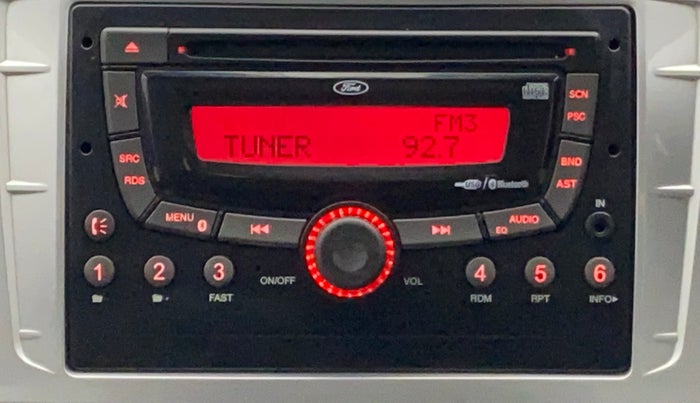 Ford
SCN
PSC
FM3
TUNER 92.7
SRC
RDS
BND
AST
USB / Bluetooth
MENU
AUDIO
EQ
IN
1 2 3 4 5 6
ON/OFF VOL
FAST RDM RPT INFO